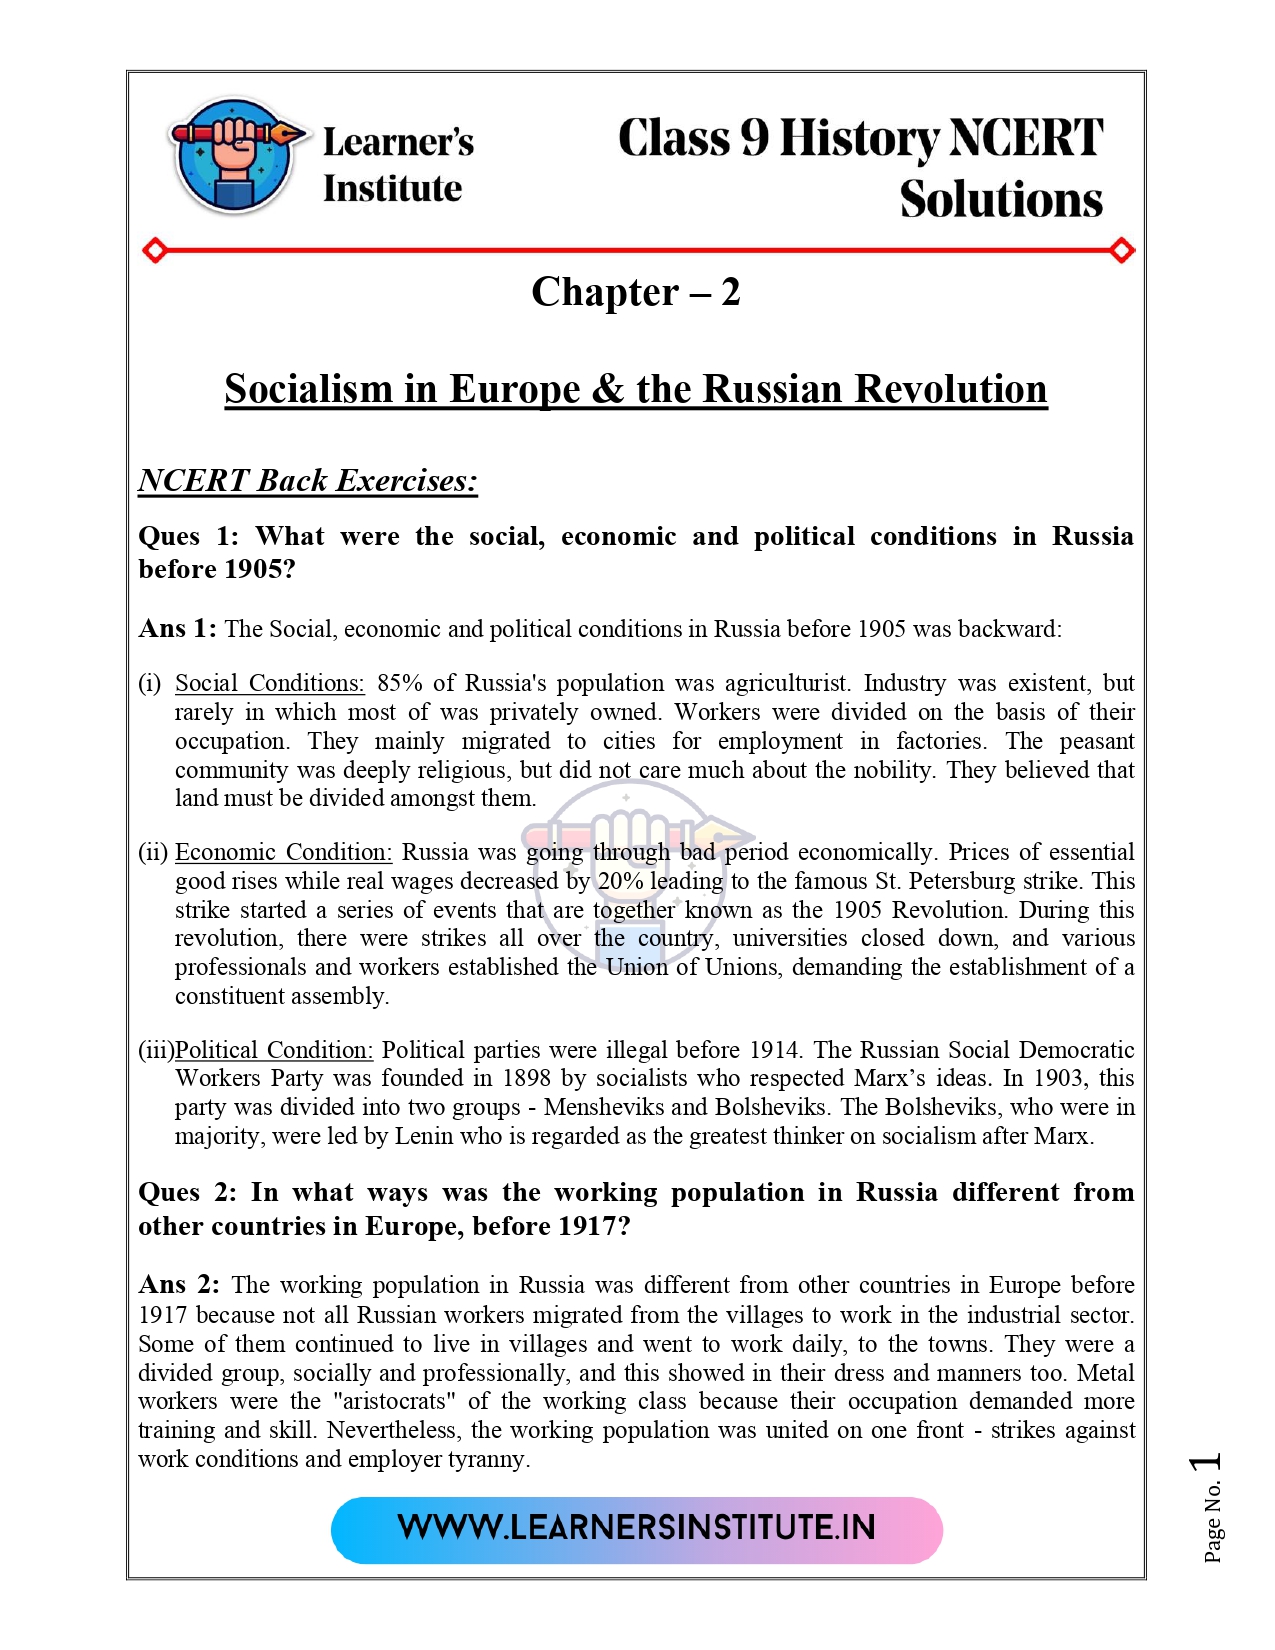 Learner's
Institute
Class 9 History NCERT
Solutions
Chapter – 2
Socialism in Europe & the Russian Revolution
NCERT Back Exercises:
Ques 1: What were the social, economic and political conditions in Russia
before 1905?
Ans 1: The Social, economic and political conditions in Russia before 1905 was backward:
(i) Social Conditions: 85% of Russia's population was agriculturist. Industry was existent, but
rarely in which most of was privately owned. Workers were divided on the basis of their
occupation. They mainly migrated to cities for employment in factories. The peasant
community was deeply religious, but did not care much about the nobility. They believed that
land must be divided amongst them.
(ii) Economic Condition: Russia was going through bad period economically. Prices of essential
good rises while real wages decreased by 20% leading to the famous St. Petersburg strike. This
strike started a series of events that are together known as the 1905 Revolution. During this
revolution, there were strikes all over the country, universities closed down, and various
professionals and workers established the Union of Unions, demanding the establishment of a
constituent assembly.
(iii)Political Condition: Political parties were illegal before 1914. The Russian Social Democratic
Workers Party was founded in 1898 by socialists who respected Marx’s ideas. In 1903, this
party was divided into two groups - Mensheviks and Bolsheviks. The Bolsheviks, who were in
majority, were led by Lenin who is regarded as the greatest thinker on socialism after Marx.
Ques 2: In what ways was the working population in Russia different from
other countries in Europe, before 1917?
Ans 2: The working population in Russia was different from other countries in Europe before
1917 because not all Russian workers migrated from the villages to work in the industrial sector.
Some of them continued to live in villages and went to work daily, to the towns. They were a
divided group, socially and professionally, and this showed in their dress and manners too. Metal
workers were the "aristocrats" of the working class because their occupation demanded more
training and skill. Nevertheless, the working population was united on one front - strikes against
work conditions and employer tyranny.
WWW.LEARNERSINSTITUTE.IN
Page No. 1